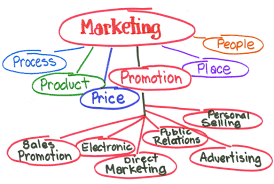 Marketing
People
Process
Place
Product
Promotion
Price
Personal
Selling
Public
Relations
Sales
Promotion
Electronic
Direct
Marketing
Advertising